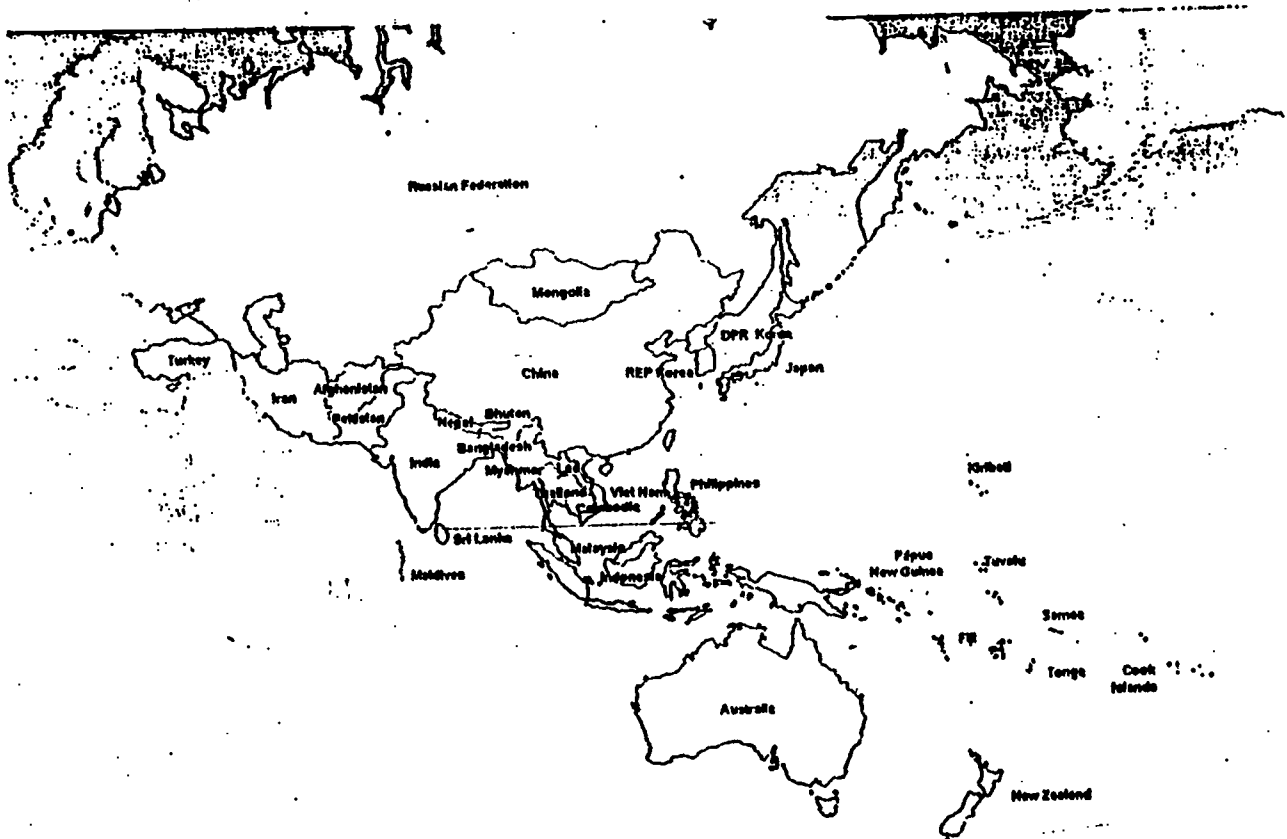 Russian Federation
Mongolia
DPR Korea
Turkey
China
REP Korea
Japan
Afghanistan
Iran
Pakistan
Nepal
Bhutan
Bangladesh
India
Myanmar
Lao
Kiribati
Thailand
Viet Nam
Philippines
Cambodia
Sri Lanka
Malaysia
Maldives
Indonesia
Papua
New Guinea
Tuvalu
Samoa
Fiji
Tonga
Cook
Islands
Australia
New Zealand